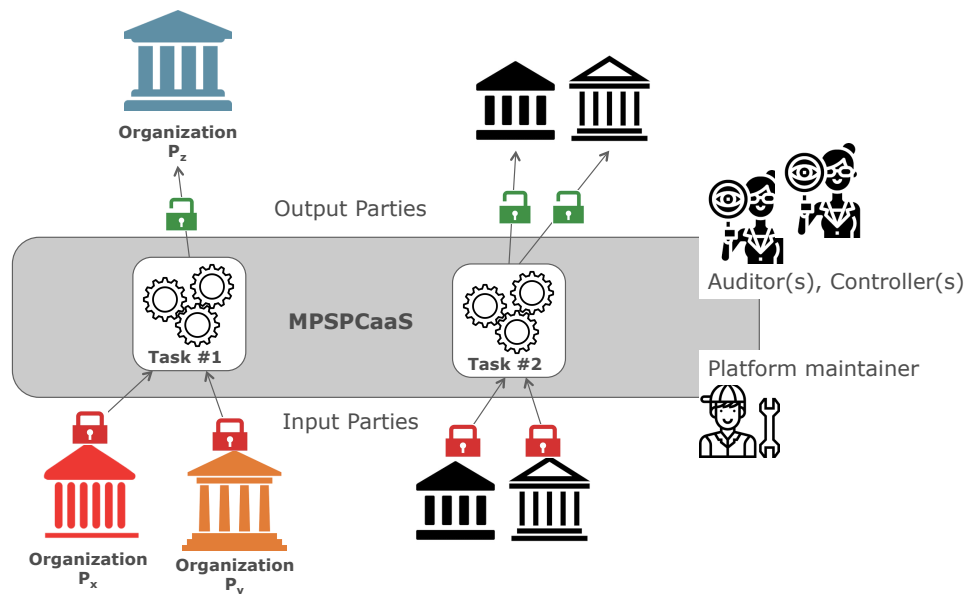 Organization
Pz
Output Parties
Auditor(s), Controller(s)
MPSPCaaS
Task #1
Task #2
Platform maintainer
Input Parties
Organization
Px
Organization
Py